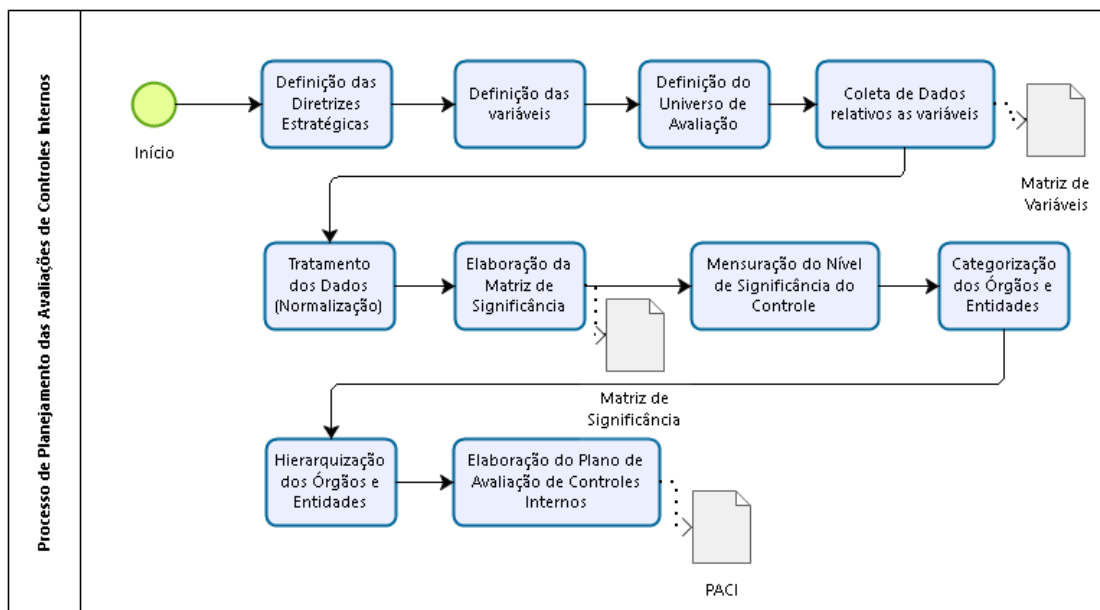 Processo de Planejamento das Avaliações de Controles Internos
Início
Definição das
Diretrizes
Estratégicas
Definição das
variáveis
Definição do
Universo de
Avaliação
Coleta de Dados
relativos as variáveis
Matriz de
Variáveis
Tratamento
dos Dados
(Normalização)
Elaboração da
Matriz de
Significância
Matriz de
Significância
Mensuração do Nível
de Significância do
Controle
Categorização
dos Órgãos e
Entidades
Hierarquização
dos Órgãos e
Entidades
Elaboração do Plano de
Avaliação de Controles
Internos
PACI